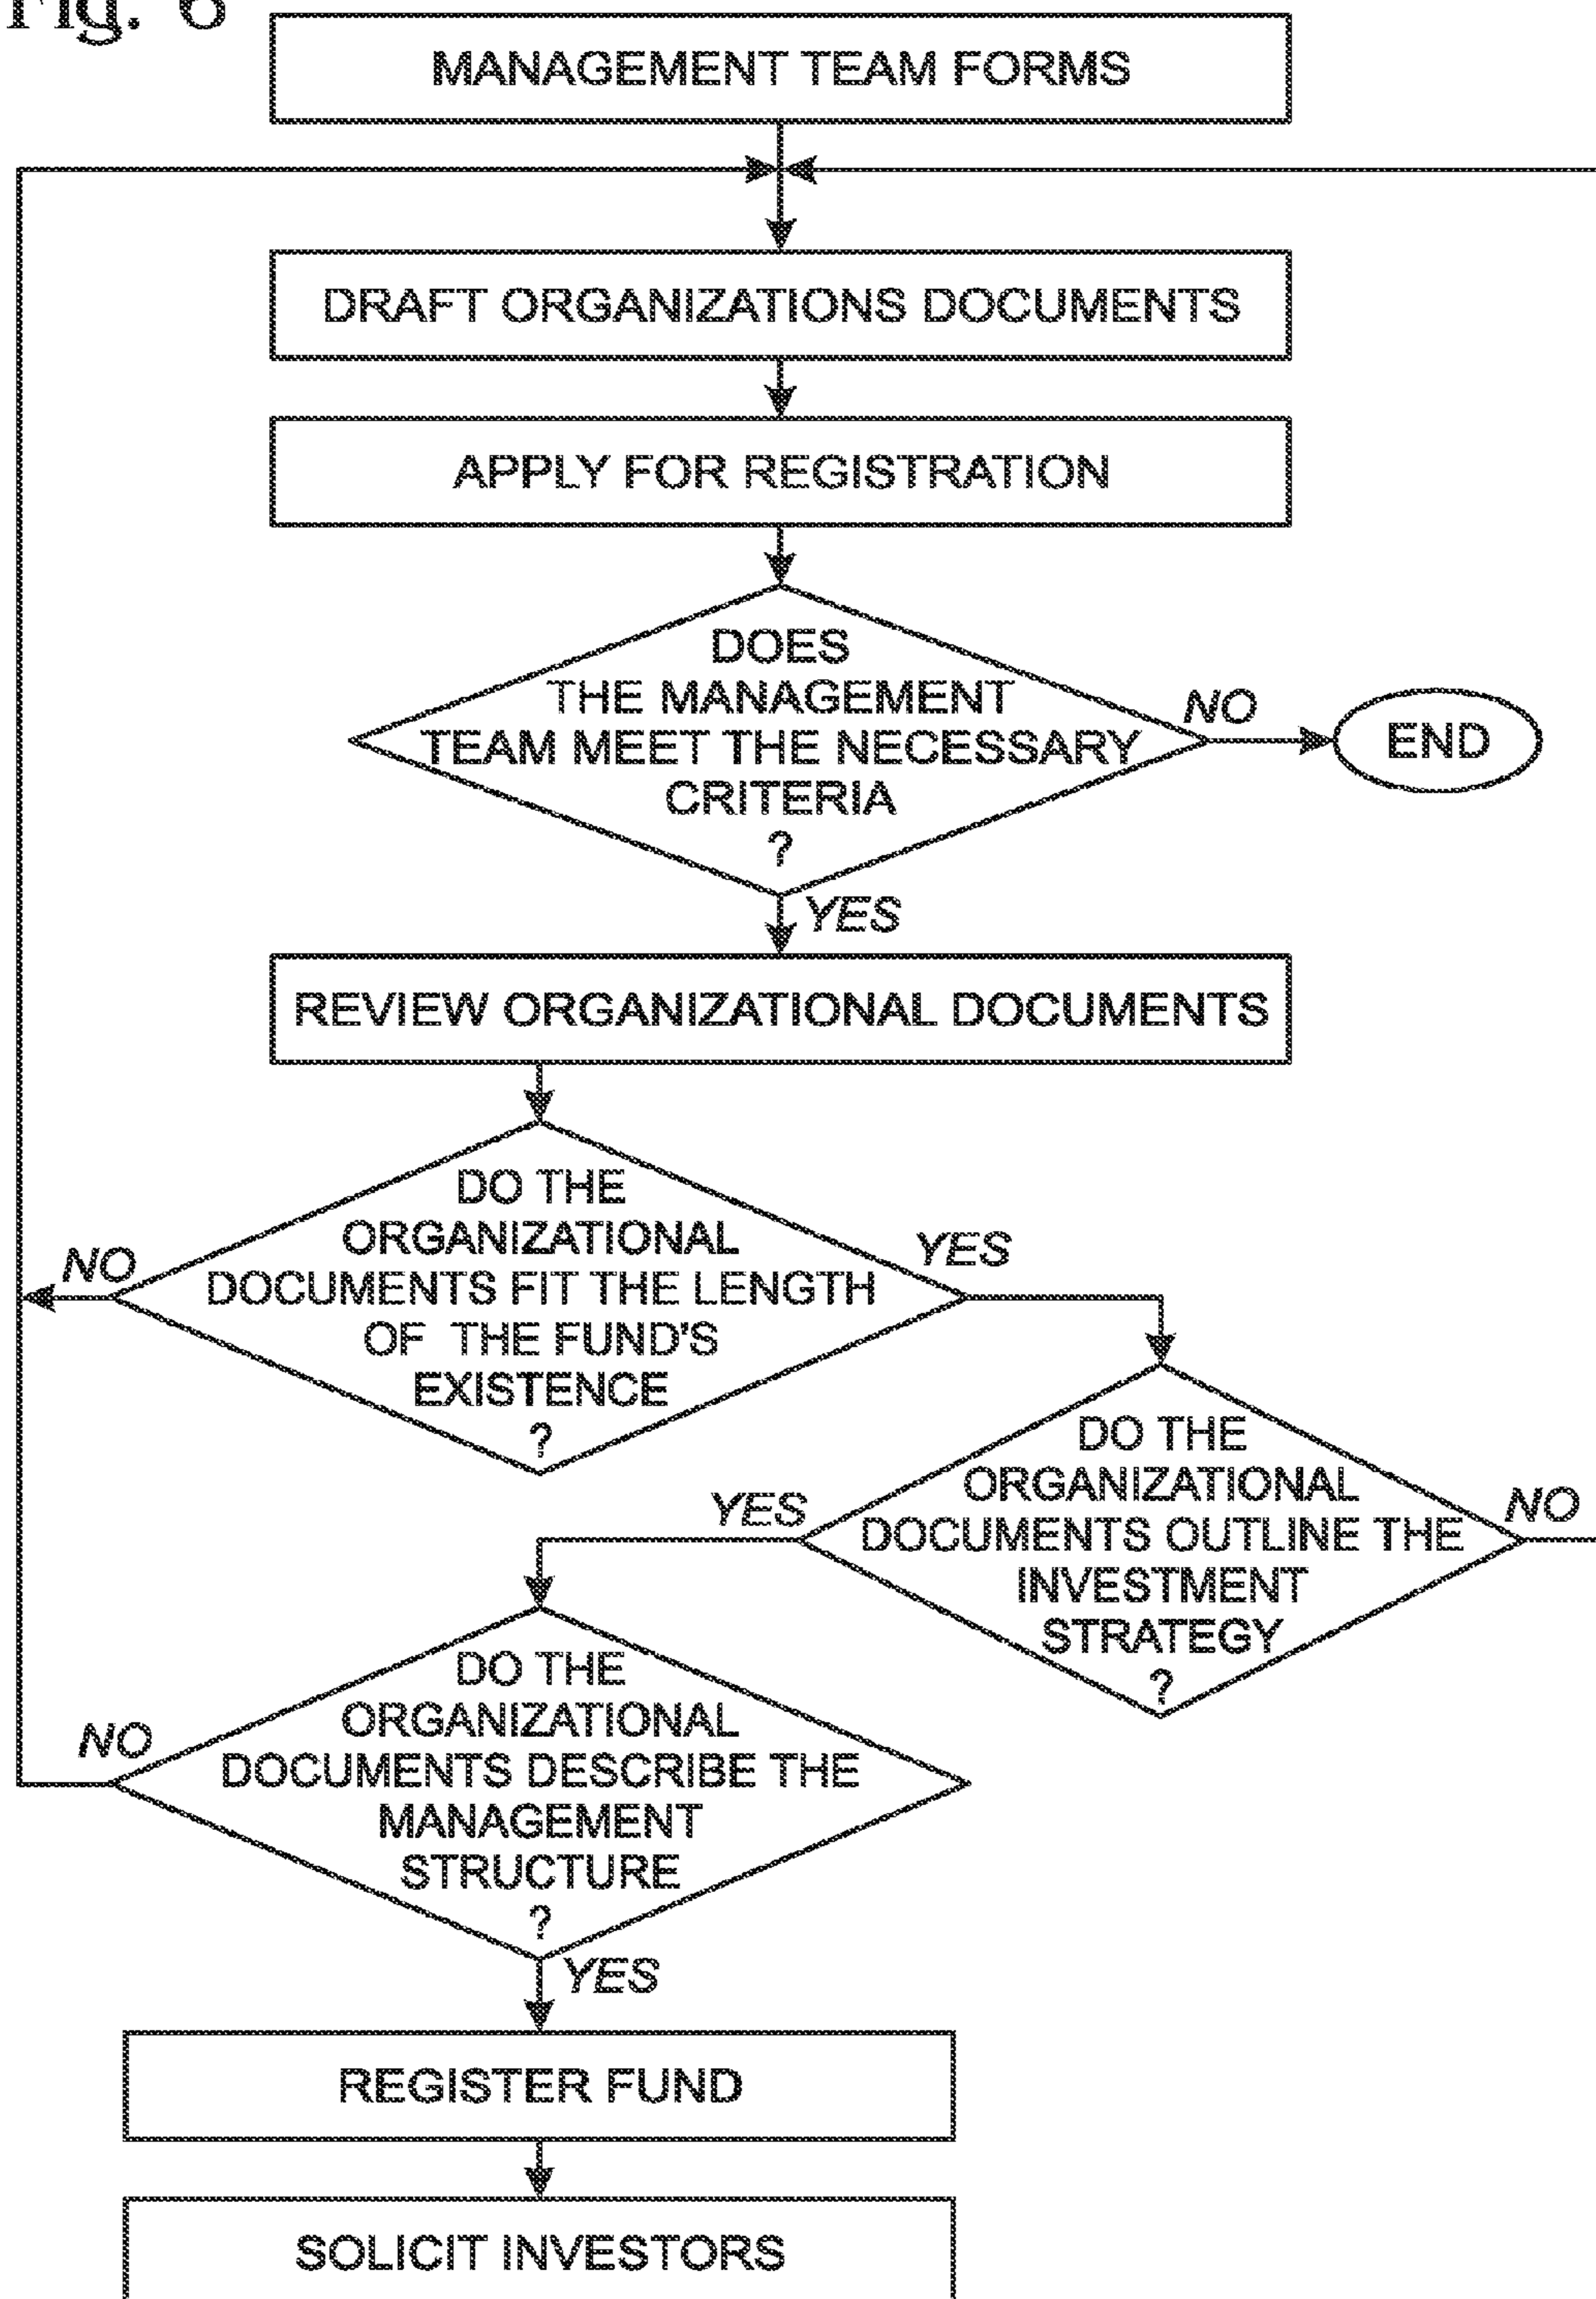 Fig. 6
MANAGEMENT TEAM FORMS
DRAFT ORGANIZATIONS DOCUMENTS
APPLY FOR REGISTRATION
DOES
THE MANAGEMENT
TEAM MEET THE NECESSARY
CRITERIA
?
NO
END
YES
REVIEW ORGANIZATIONAL DOCUMENTS
DO THE
ORGANIZATIONAL
DOCUMENTS FIT THE LENGTH
OF THE FUND'S
EXISTENCE
?
NO
YES
DO THE
ORGANIZATIONAL
DOCUMENTS OUTLINE THE
INVESTMENT
STRATEGY
?
YES
NO
DO THE
ORGANIZATIONAL
DOCUMENTS DESCRIBE THE
MANAGEMENT
STRUCTURE
?
NO
YES
REGISTER FUND
SOLICIT INVESTORS